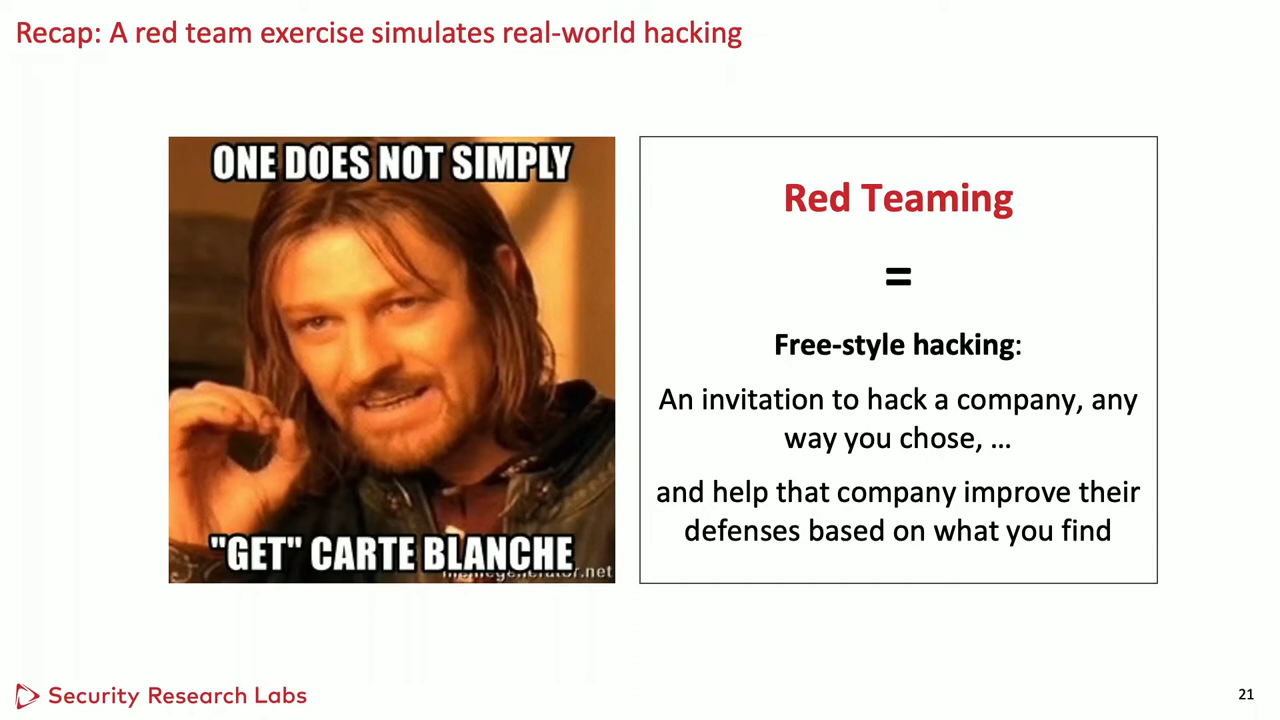 Recap: A red team exercise simulates real-world hacking
ONE DOES NOT SIMPLY
"GET" CARTE BLANCHE
memegenerator.net
Red Teaming
=
Free-style hacking:
An invitation to hack a company, any
way you chose, ...
and help that company improve their
defenses based on what you find
Security Research Labs
21